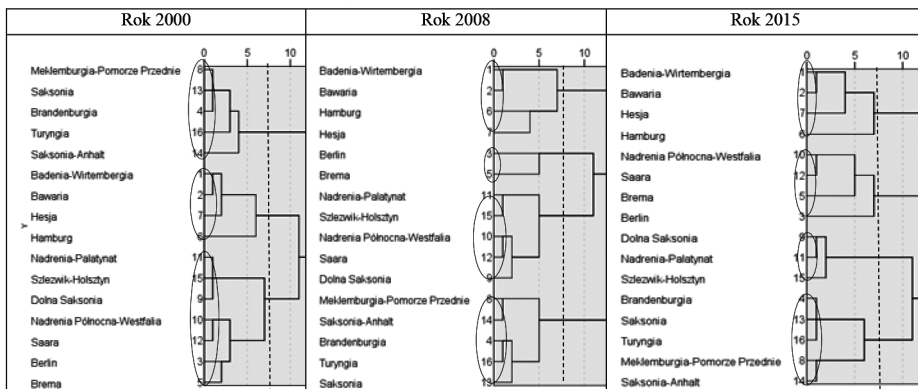 Rok 2000
0 5 10
Meklemburgia-Pomorze Przednie 8
Saksonia 13
Brandenburgia 4
Turyngia 16
Saksonia-Anhalt 14
Badenia-Wirtembergia 1
Bawaria 2
Hesja 7
Y
Hamburg 6
Nadrenia-Palatynat 11
Szlezwik-Holsztyn 15
Dolna Saksonia 9
Nadrenia Północna-Westfalia 10
Saara 12
Berlin 3
Brema 5
Rok 2008
0 5 10
Badenia-Wirtembergia 1
Bawaria 2
Hamburg 6
Hesja 7
Berlin 3
Brema 5
Nadrenia-Palatynat 11
Szlezwik-Holsztyn 15
Nadrenia Północna-Westfalia 10
Saara 12
Dolna Saksonia 9
Meklemburgia-Pomorze Przednie 8
Saksonia-Anhalt 14
Brandenburgia 4
Turyngia 16
Saksonia 13
Rok 2015
0 5 10
Badenia-Wirtembergia 1
Bawaria 2
Hesja 7
Hamburg 6
Nadrenia Północna-Westfalia 10
Saara 12
Brema 5
Berlin 3
Dolna Saksonia 9
Nadrenia-Palatynat 11
Szlezwik-Holsztyn 15
Brandenburgia 4
Saksonia 13
Turyngia 16
Meklemburgia-Pomorze Przednie 8
Saksonia-Anhalt 14